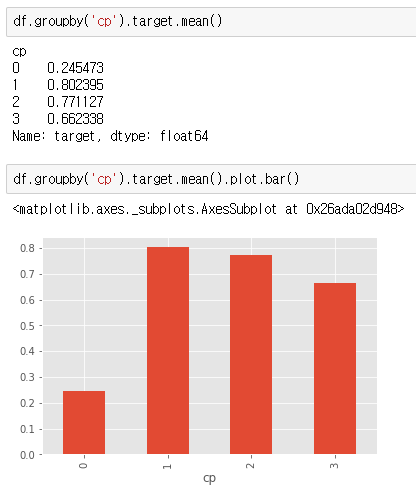 df.groupby('cp').target.mean()
cp
0    0.245473
1    0.802395
2    0.771127
3    0.662338
Name: target, dtype: float64
df.groupby('cp').target.mean().plot.bar()
<matplotlib.axes._subplots.AxesSubplot at 0x26ada02d948>
0.8
0.7
0.6
0.5
0.4
0.3
0.2
0.1
0.0
0 1 2 3
cp